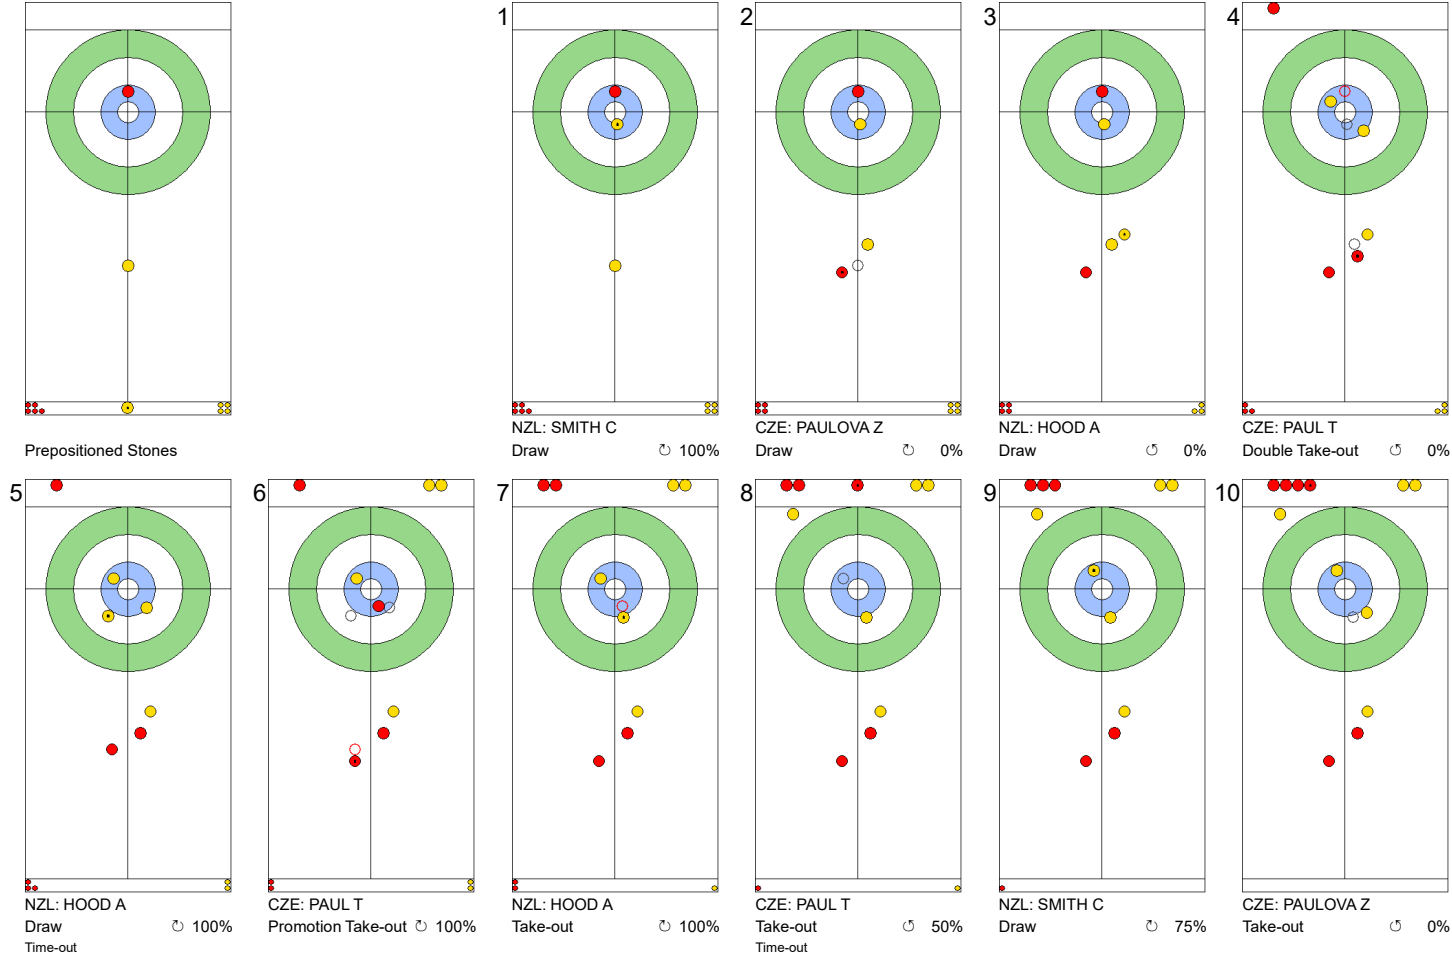 1
2
3
4
Prepositioned Stones
NZL: SMITH C
Draw ↻ 100%
CZE: PAULOVA Z
Draw ↻ 0%
NZL: HOOD A
Draw ↺ 0%
CZE: PAUL T
Double Take-out ↺ 0%
5
6
7
8
9
10
NZL: HOOD A
Draw ↻ 100%
Time-out
CZE: PAUL T
Promotion Take-out ↻ 100%
NZL: HOOD A
Take-out ↻ 100%
CZE: PAUL T
Take-out ↺ 50%
Time-out
NZL: SMITH C
Draw ↻ 75%
CZE: PAULOVA Z
Take-out ↺ 0%